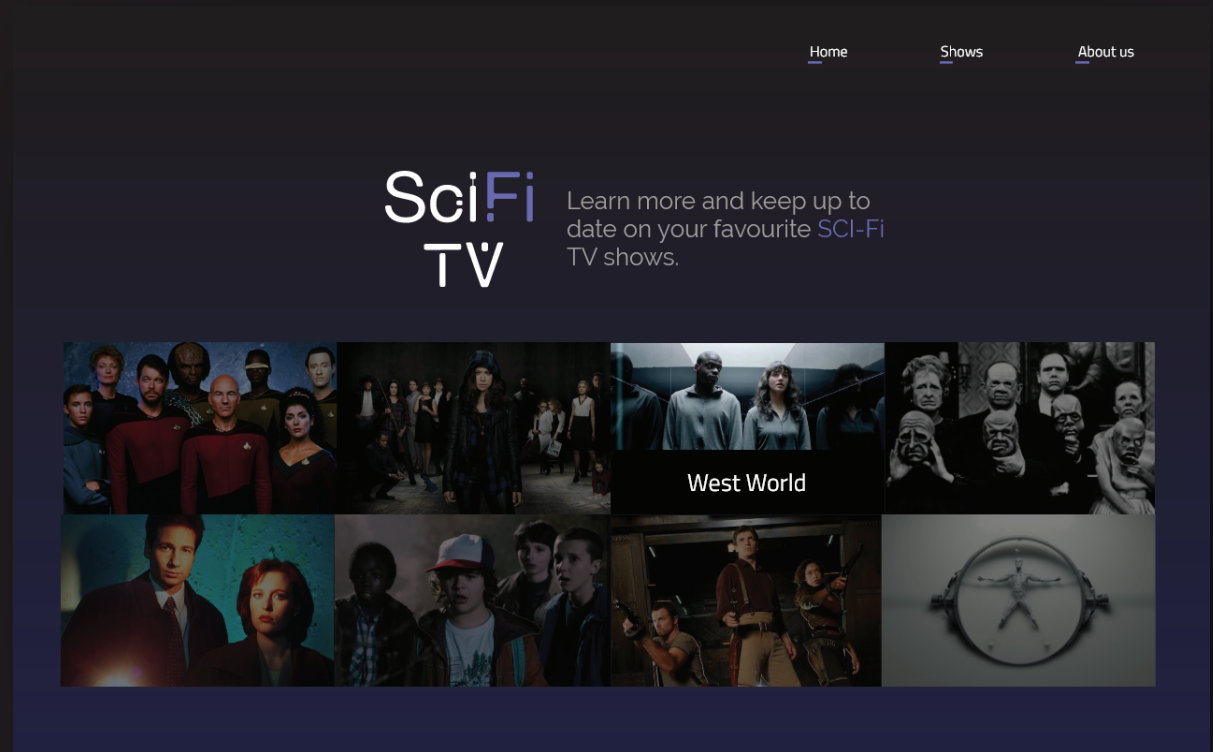 Home
Shows
About us
SciFi
TV
Learn more and keep up to
date on your favourite SCI-Fi
TV shows.
West World